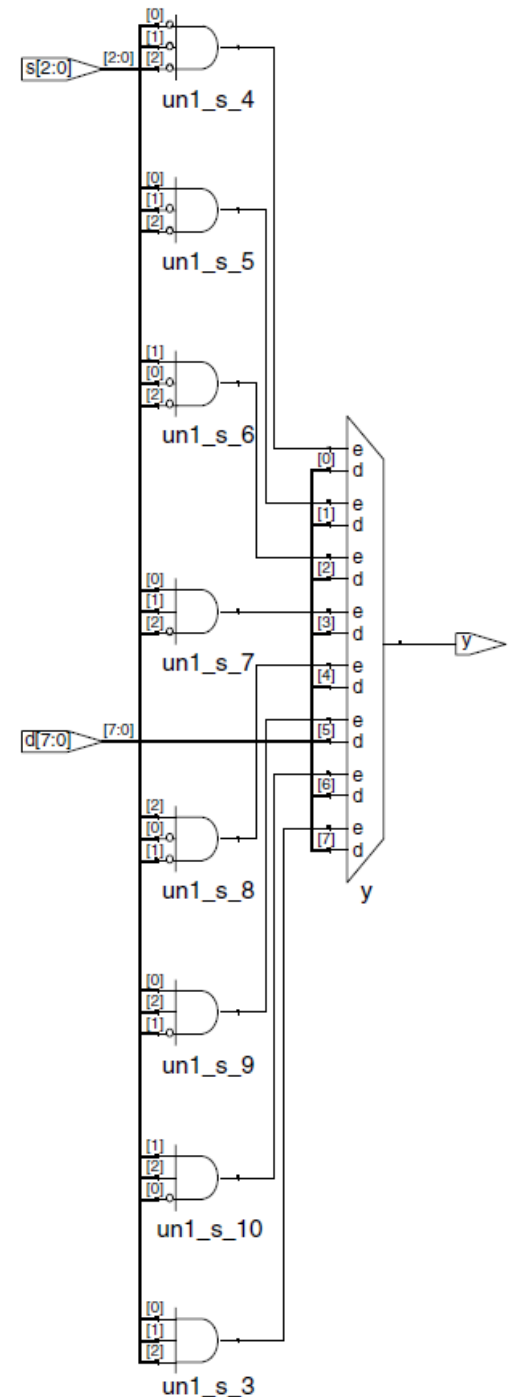 [0]
[1]
s[2:0] [2:0] [2]
un1_s_4
[0]
[1]
[2]
un1_s_5
[1]
[0]
[2]
un1_s_6
e
[0] d
e
[1] d
e
[2] d
[0]
[1]
[2]
un1_s_7
e
[3] d
e
[4] d
y
d[7:0] [7:0]
e
[5] d
e
[6] d
e
[7] d
y
[2]
[0]
[1]
un1_s_8
[0]
[2]
[1]
un1_s_9
[1]
[2]
[0]
un1_s_10
[0]
[1]
[2]
un1_s_3